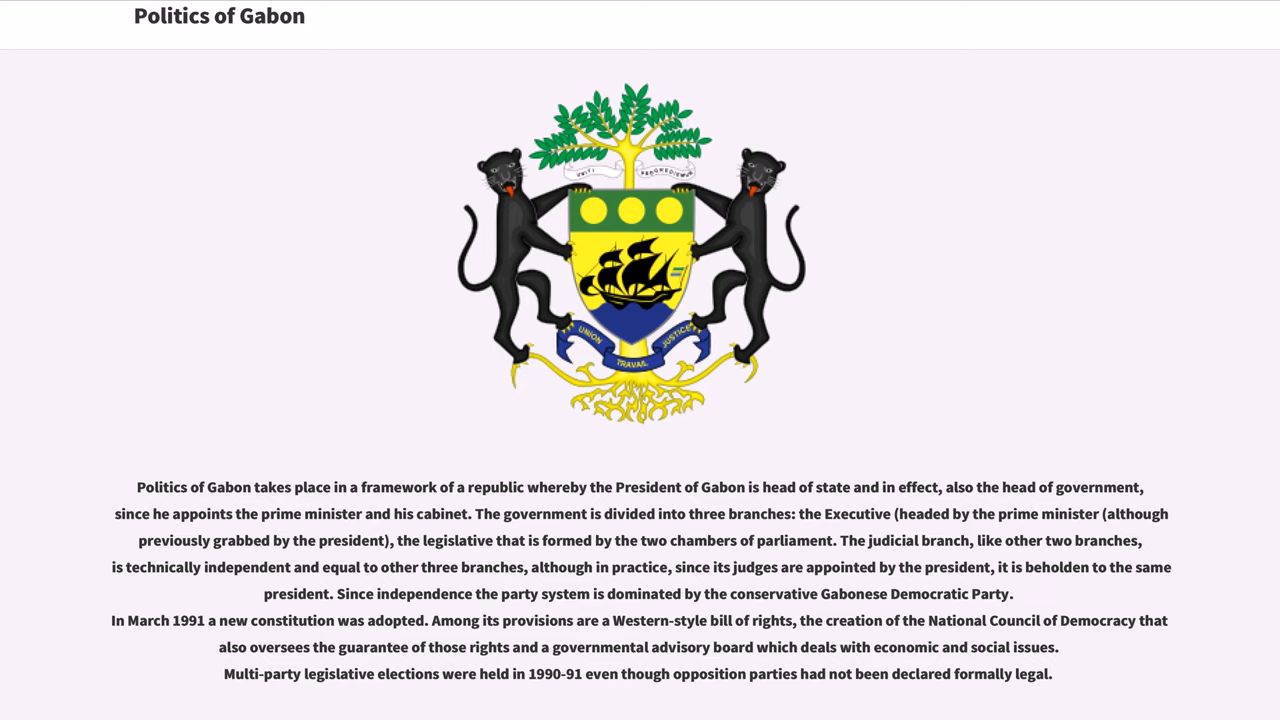 Politics of Gabon
UNITI PROGREDIEMUR
UNION TRAVAIL JUSTICE
Politics of Gabon takes place in a framework of a republic whereby the President of Gabon is head of state and in effect, also the head of government,
since he appoints the prime minister and his cabinet. The government is divided into three branches: the Executive (headed by the prime minister (although
previously grabbed by the president), the legislative that is formed by the two chambers of parliament. The judicial branch, like other two branches,
is technically independent and equal to other three branches, although in practice, since its judges are appointed by the president, it is beholden to the same
president. Since independence the party system is dominated by the conservative Gabonese Democratic Party.
In March 1991 a new constitution was adopted. Among its provisions are a Western-style bill of rights, the creation of the National Council of Democracy that
also oversees the guarantee of those rights and a governmental advisory board which deals with economic and social issues.
Multi-party legislative elections were held in 1990-91 even though opposition parties had not been declared formally legal.